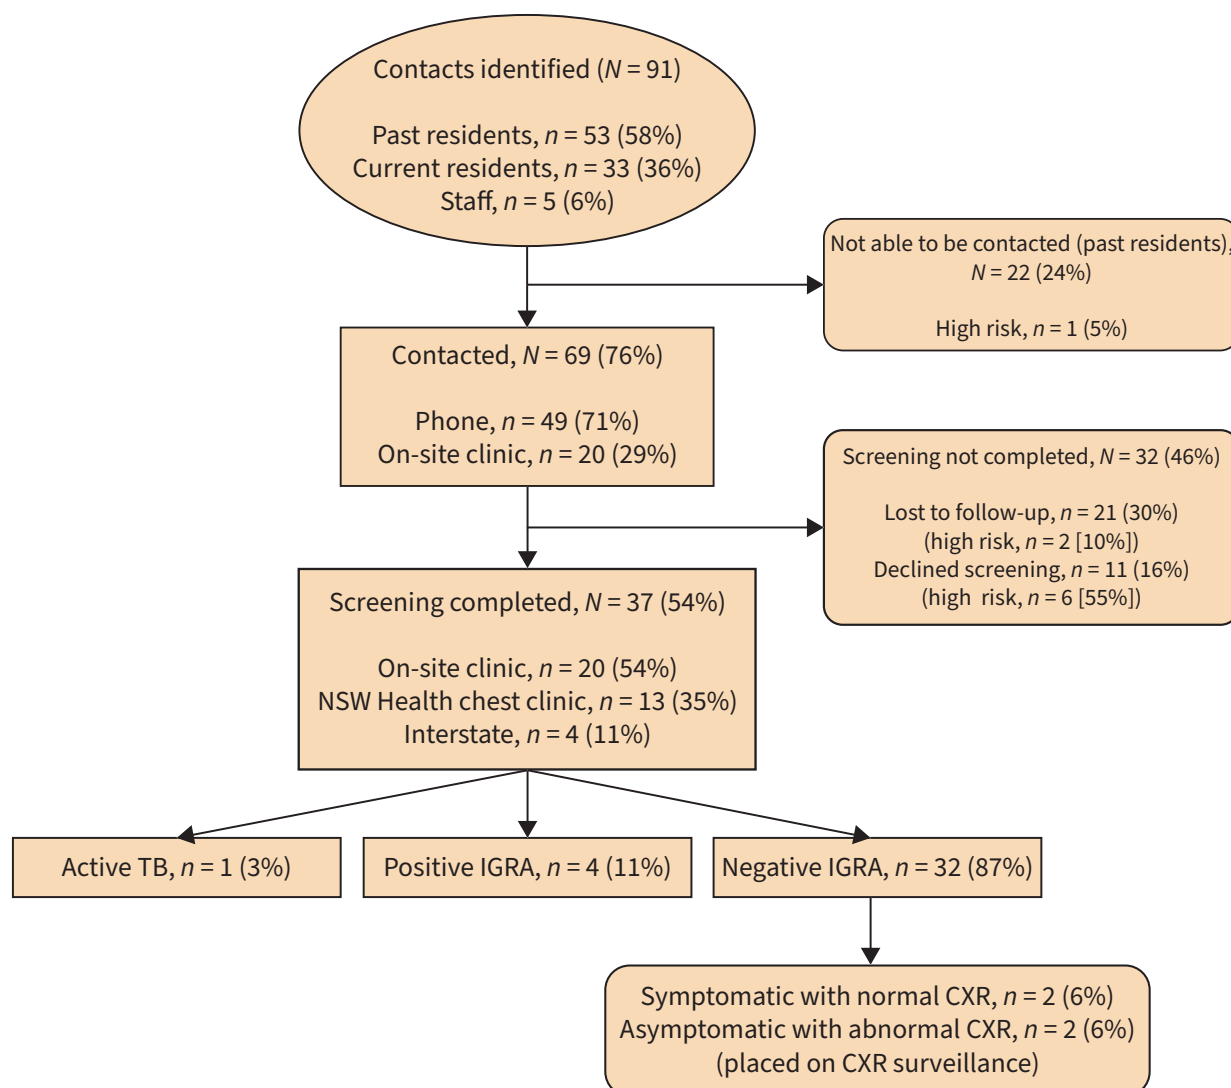 Contacts identified (N = 91)
Past residents, n = 53 (58%)
Current residents, n = 33 (36%)
Staff, n = 5 (6%)
Not able to be contacted (past residents),
N = 22 (24%)
High risk, n = 1 (5%)
Contacted, N = 69 (76%)
Phone, n = 49 (71%)
On-site clinic, n = 20 (29%)
Screening not completed, N = 32 (46%)
Lost to follow-up, n = 21 (30%)
(high risk, n = 2 [10%])
Declined screening, n = 11 (16%)
(high risk, n = 6 [55%])
Screening completed, N = 37 (54%)
On-site clinic, n = 20 (54%)
NSW Health chest clinic, n = 13 (35%)
Interstate, n = 4 (11%)
Active TB, n = 1 (3%)
Positive IGRA, n = 4 (11%)
Negative IGRA, n = 32 (87%)
Symptomatic with normal CXR, n = 2 (6%)
Asymptomatic with abnormal CXR, n = 2 (6%)
(placed on CXR surveillance)